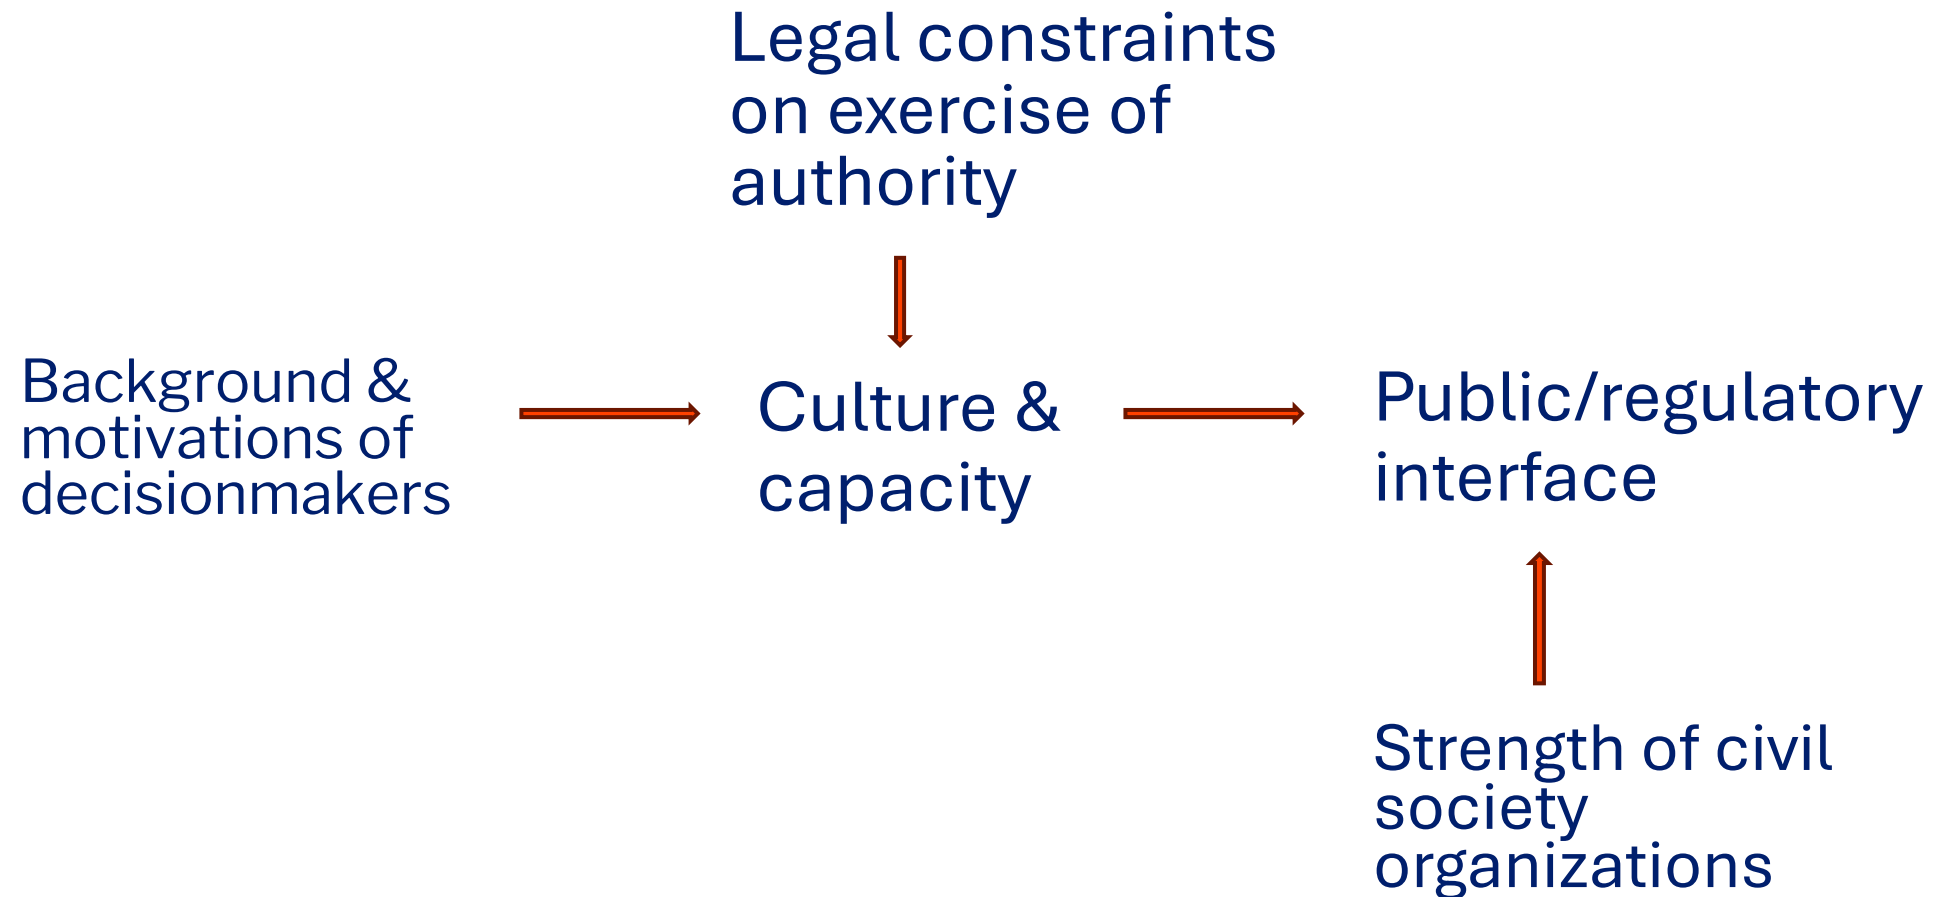 Legal constraints
on exercise of
authority
Background &
motivations of
decisionmakers
Culture &
capacity
Public/regulatory
interface
Strength of civil
society
organizations